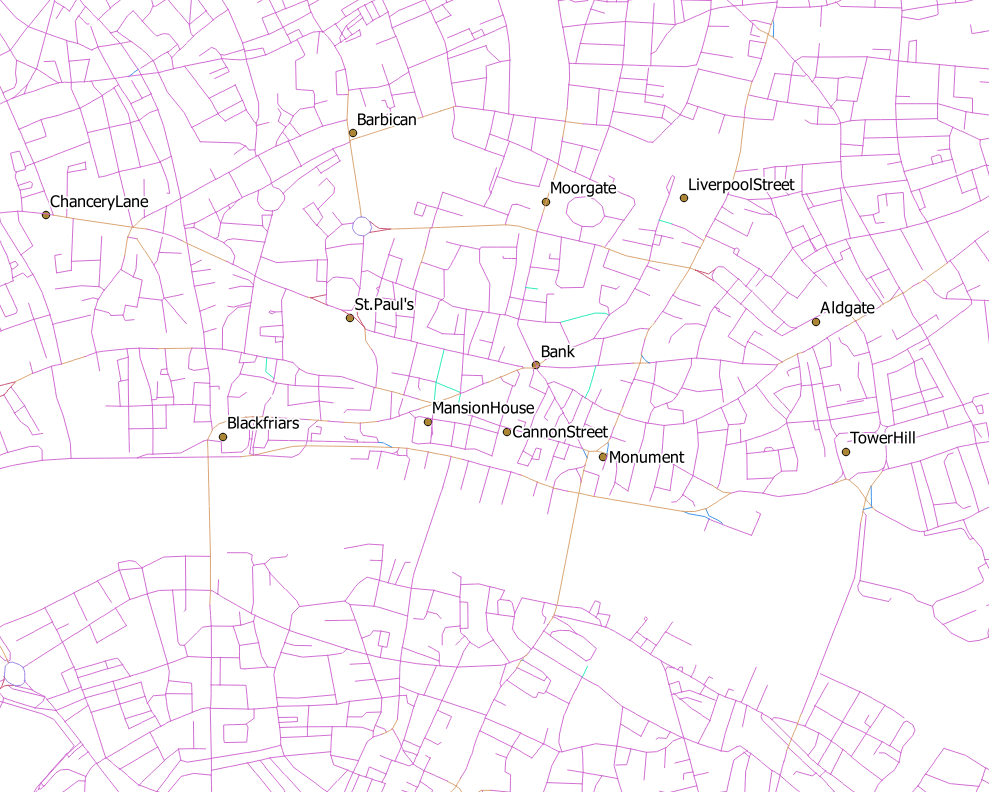 Barbican
Moorgate
LiverpoolStreet
ChanceryLane
St.Paul's
Aldgate
Bank
MansionHouse
Blackfriars
CannonStreet
TowerHill
Monument